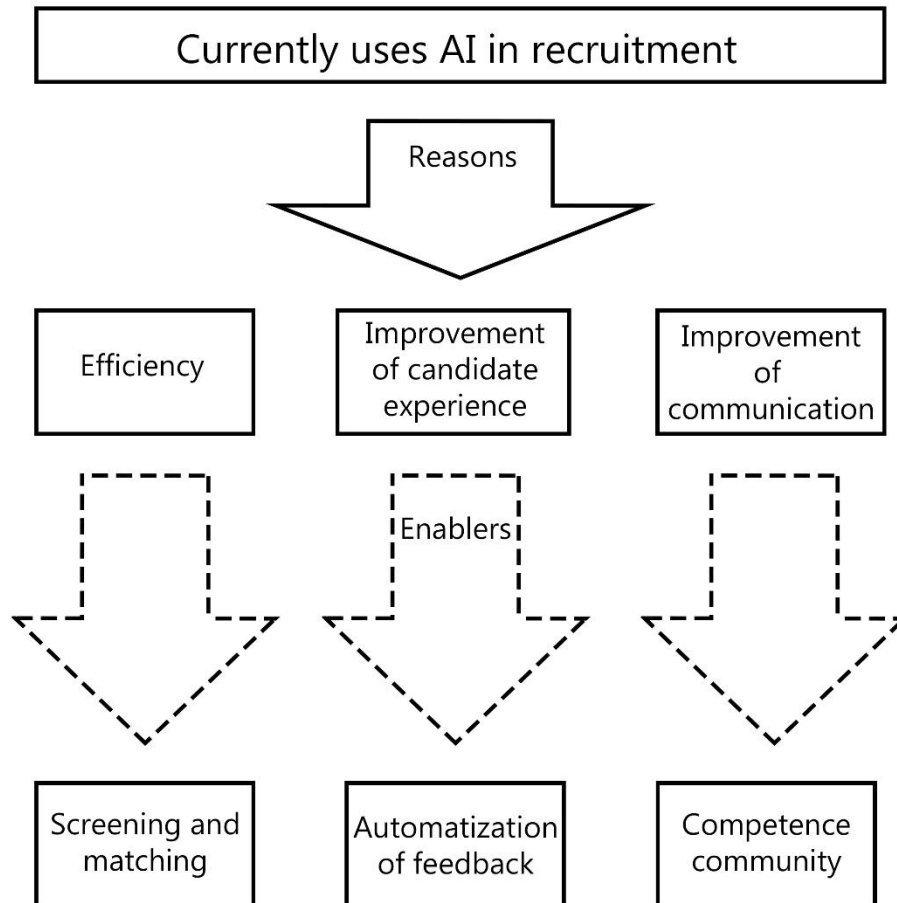 Currently uses AI in recruitment
Reasons
Efficiency
Improvement
of candidate
experience
Improvement
of
communication
Enablers
Screening and
matching
Automatization
of feedback
Competence
community